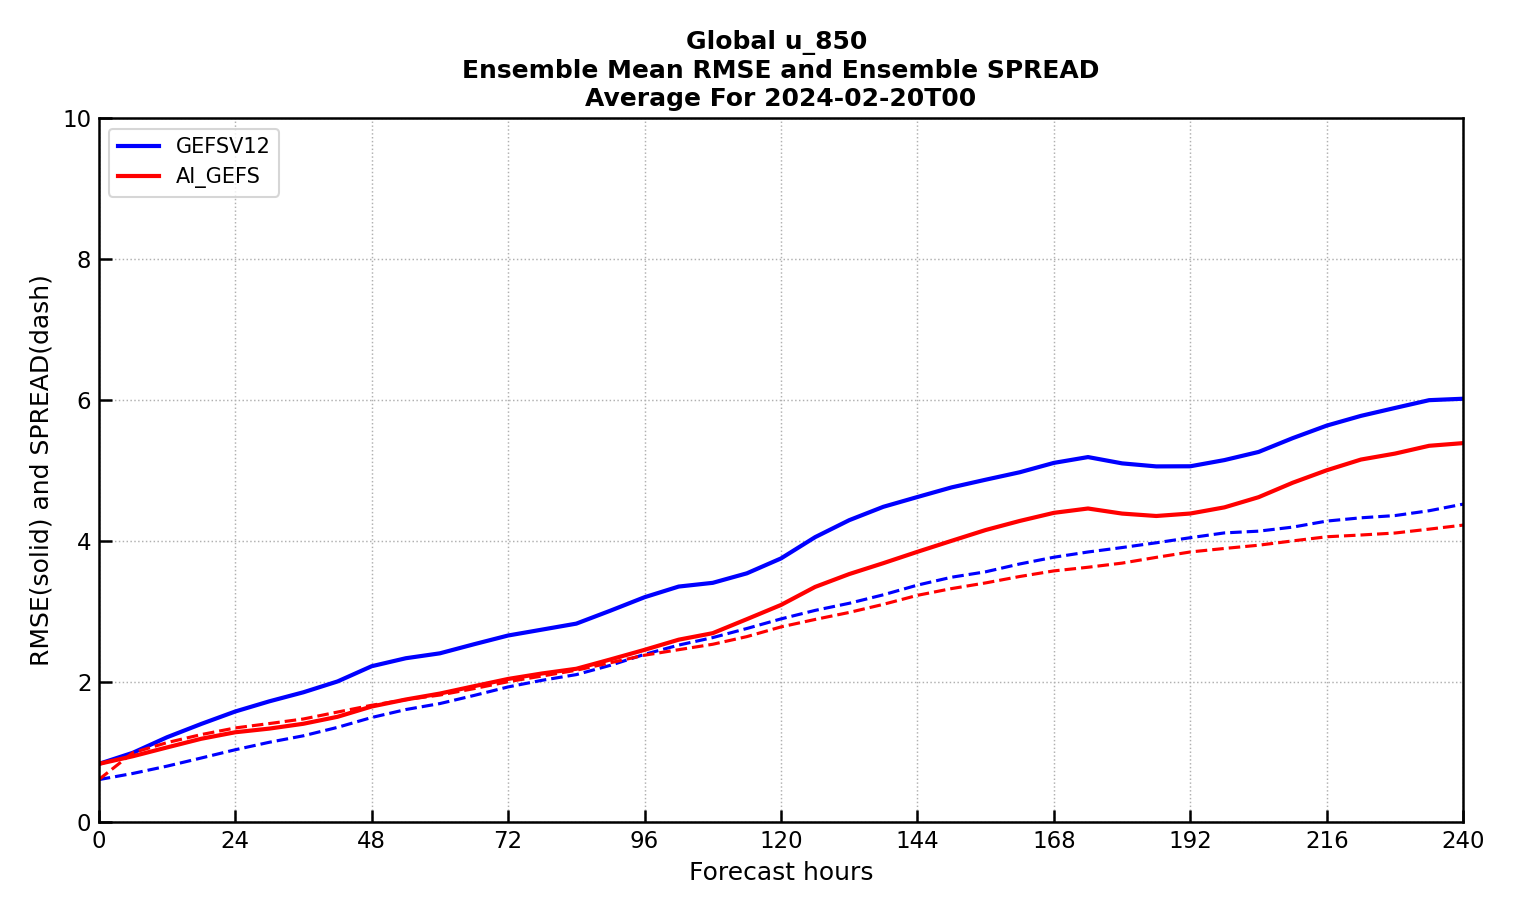 Global u_850
Ensemble Mean RMSE and Ensemble SPREAD
Average For 2024-02-20T00
GEFSV12
AI_GEFS
RMSE(solid) and SPREAD(dash)
10
8
6
4
2
0
0 24 48 72 96 120 144 168 192 216 240
Forecast hours